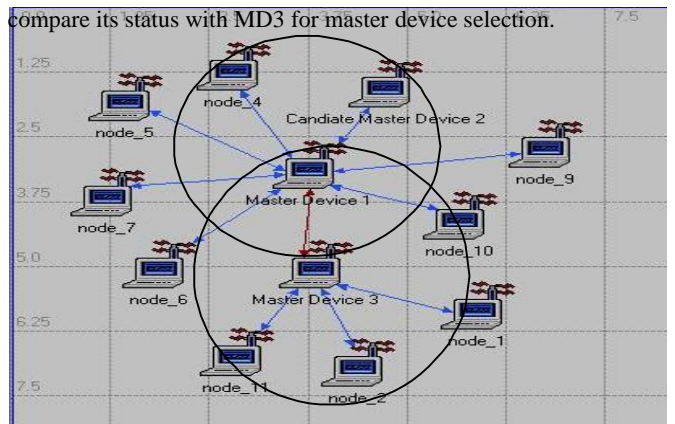 compare its status with MD3 for master device selection.
7.5
1.25
node_4
Candiate Master Device 2
node_5
2.5
node_9
3.75
Master Device 1
node_7
node_10
5.0
node_6
Master Device 3
node_1
6.25
node_11
node_2
7.5